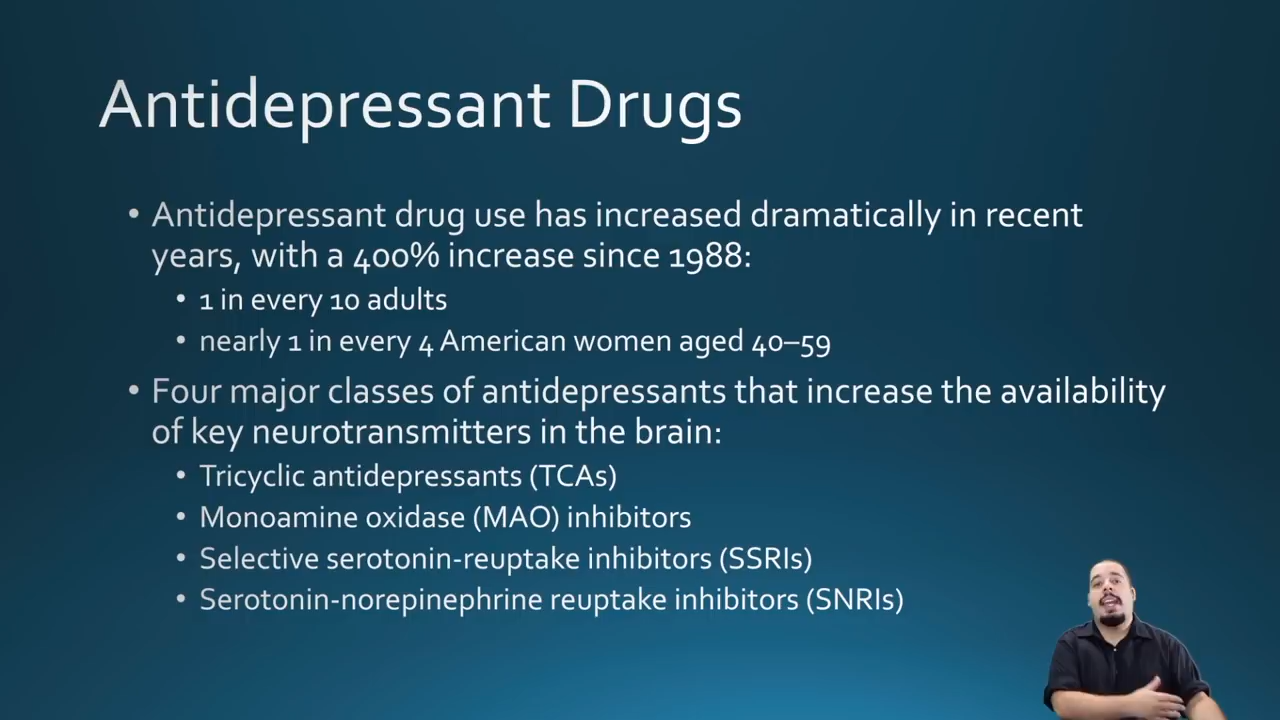 Antidepressant Drugs
• Antidepressant drug use has increased dramatically in recent
years, with a 400% increase since 1988:
• 1 in every 10 adults
• nearly 1 in every 4 American women aged 40–59
• Four major classes of antidepressants that increase the availability
of key neurotransmitters in the brain:
• Tricyclic antidepressants (TCAs)
• Monoamine oxidase (MAO) inhibitors
• Selective serotonin-reuptake inhibitors (SSRIs)
• Serotonin-norepinephrine reuptake inhibitors (SNRIs)